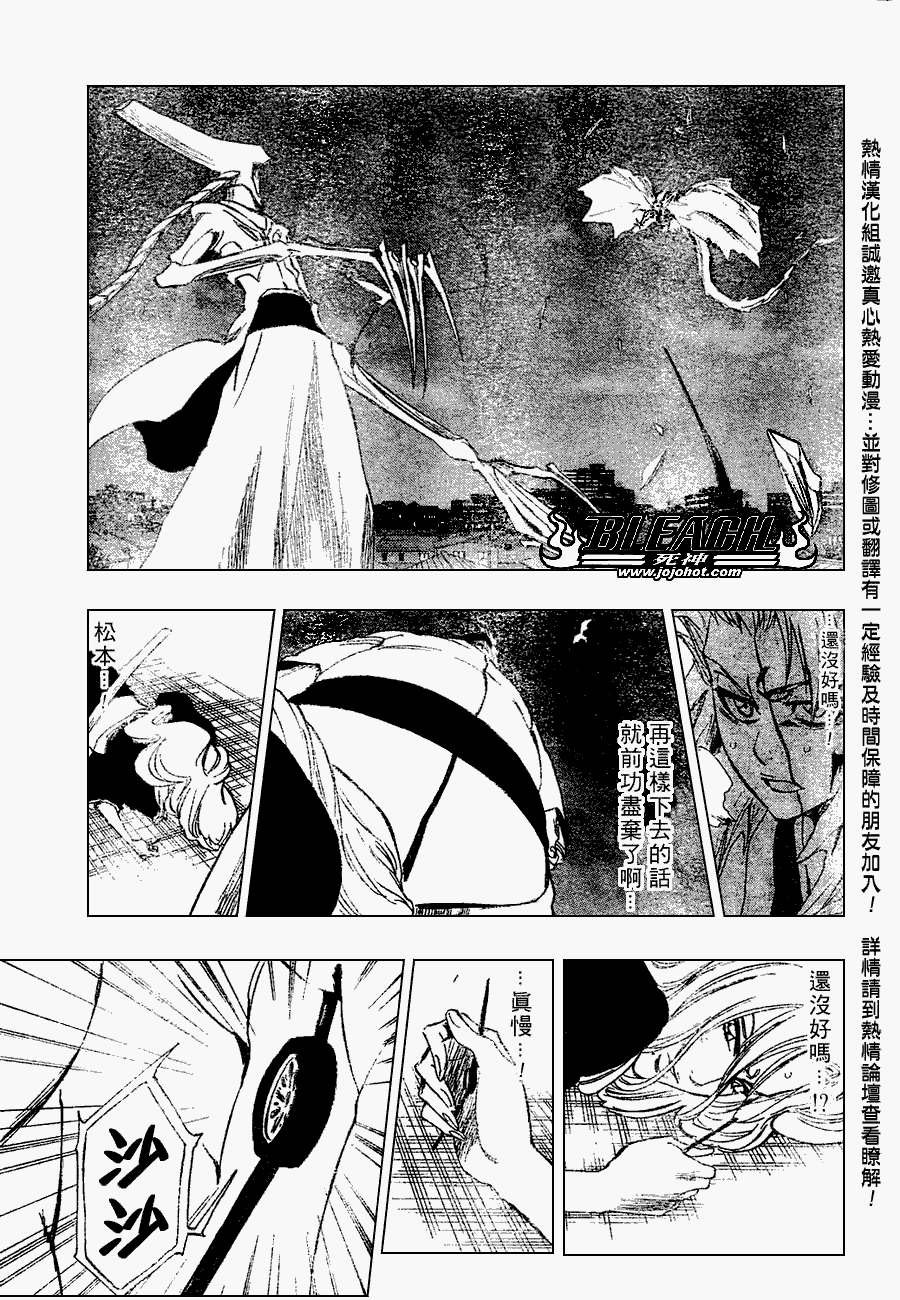 BLEACH
死神
www.jojohot.com
…還沒好嗎…！
再這樣下去的話
就前功盡棄了啊…
松本…！
還沒好嗎…!?
…真慢…！
沙沙
熱情漢化組誠邀真心熱愛動漫…並對修圖或翻譯有一定經驗及時間保障的朋友加入！ 詳情請到熱情論壇查看瞭解！